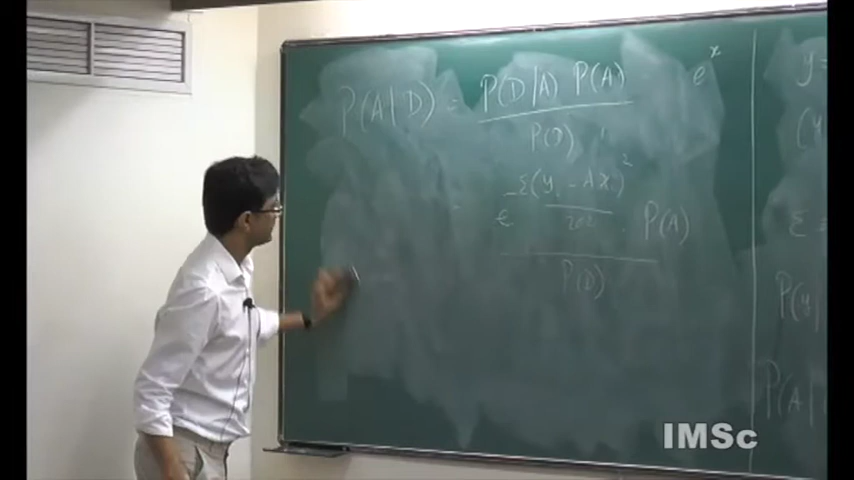 P(A|D) = P(D|A) P(A)
P(D)
e^x
e^{-Σ(y_i - Ax_i)^2 / 2σ^2} . P(A)
P(D)
y =
(y
Σ =
P(y|
P(A|
IMSc